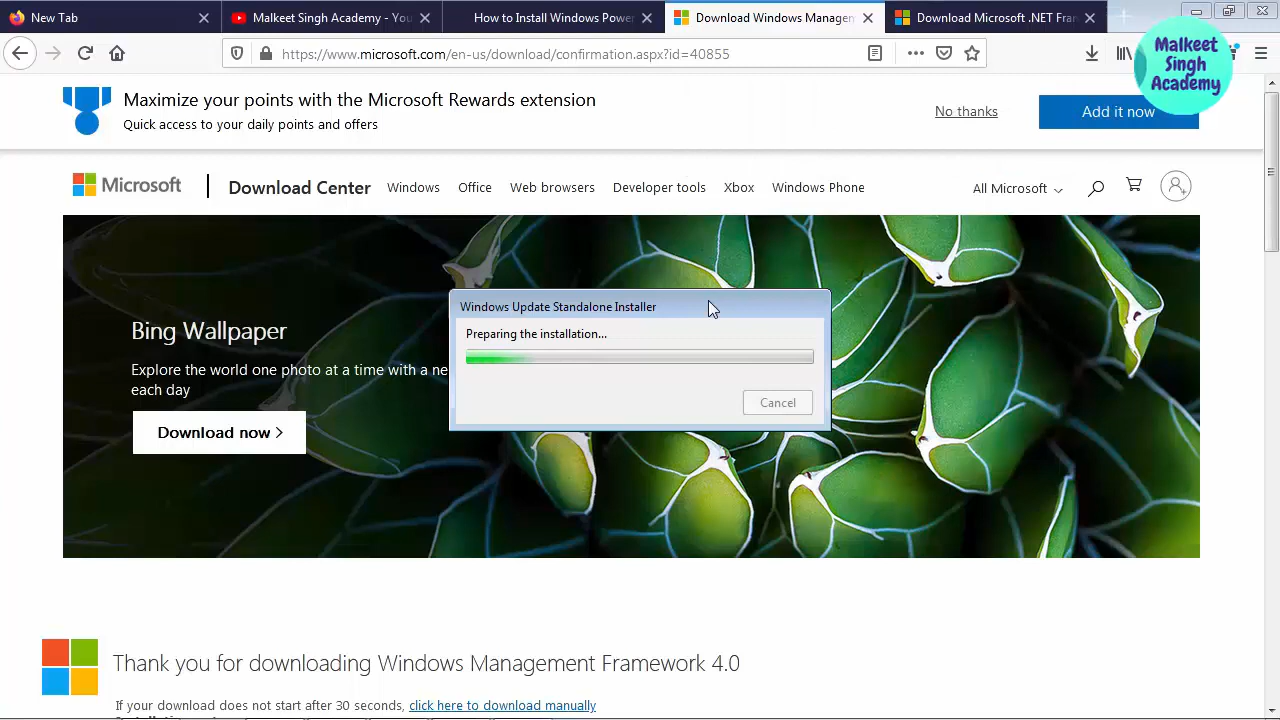 New Tab
Malkeet Singh Academy - You
How to Install Windows Power
Download Windows Managem
Download Microsoft .NET Fram
https://www.microsoft.com/en-us/download/confirmation.aspx?id=40855
Malkeet
Singh
Academy
Maximize your points with the Microsoft Rewards extension
Quick access to your daily points and offers
No thanks
Add it now
Microsoft
Download Center
Windows
Office
Web browsers
Developer tools
Xbox
Windows Phone
All Microsoft
Bing Wallpaper
Explore the world one photo at a time with a ne
each day
Download now
Windows Update Standalone Installer
Preparing the installation...
Cancel
Thank you for downloading Windows Management Framework 4.0
If your download does not start after 30 seconds, click here to download manually